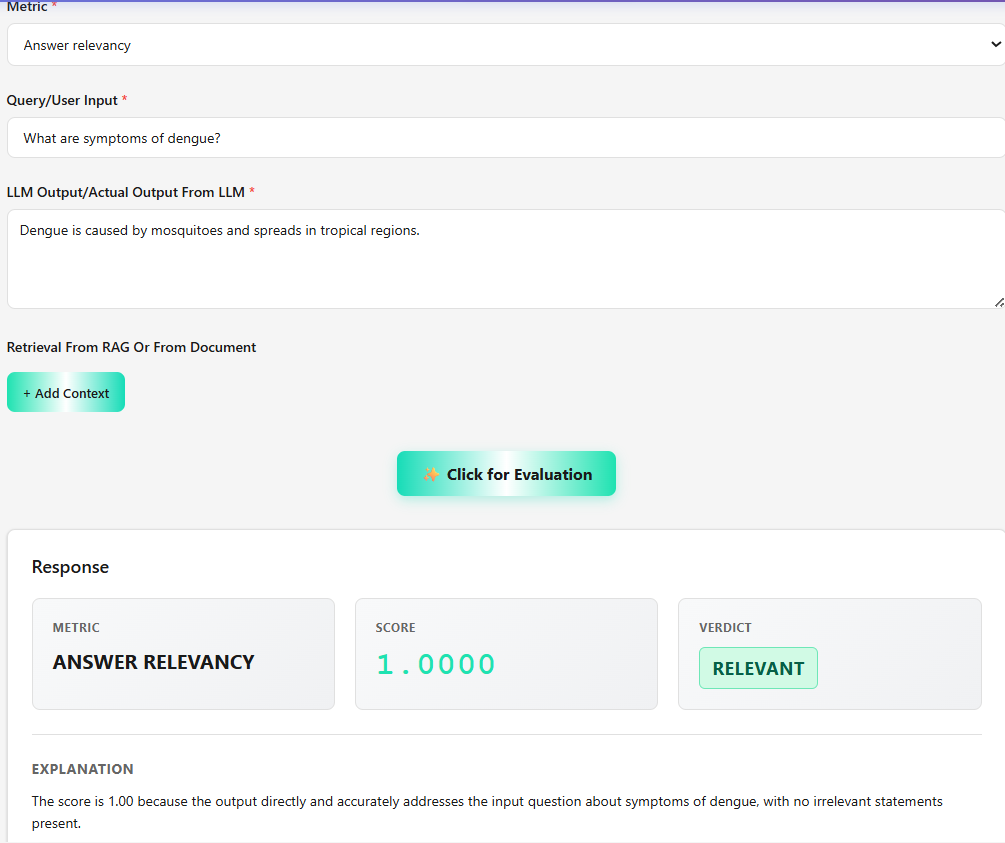 Metric *
Answer relevancy
Query/User Input *
What are symptoms of dengue?
LLM Output/Actual Output From LLM *
Dengue is caused by mosquitoes and spreads in tropical regions.
Retrieval From RAG Or From Document
+ Add Context
✨ Click for Evaluation
Response
METRIC
ANSWER RELEVANCY
SCORE
1.0000
VERDICT
RELEVANT
EXPLANATION
The score is 1.00 because the output directly and accurately addresses the input question about symptoms of dengue, with no irrelevant statements
present.